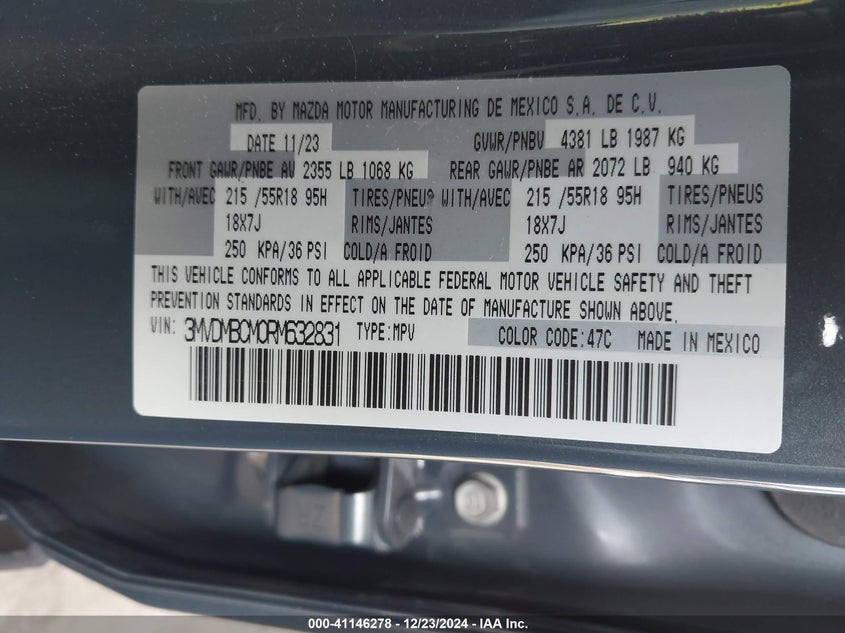 MFD. BY MAZDA MOTOR MANUFACTURING DE MEXICO S.A. DE C.V.
DATE 11/23 GVWR/PNBV 4381 LB 1987 KG
FRONT GAWR/PNBE AV 2355 LB 1068 KG REAR GAWR/PNBE AR 2072 LB 940 KG
WITH/AVEC 215 /55R18 95H TIRES/PNEUS WITH/AVEC 215 /55R18 95H TIRES/PNEUS
18X7J RIMS/JANTES 18X7J RIMS/JANTES
250 KPA/36 PSI COLD/A FROID 250 KPA/36 PSI COLD/A FROID
THIS VEHICLE CONFORMS TO ALL APPLICABLE FEDERAL MOTOR VEHICLE SAFETY AND THEFT
PREVENTION STANDARDS IN EFFECT ON THE DATE OF MANUFACTURE SHOWN ABOVE.
VIN: 3MVDMBCM0RM632831 TYPE:MPV COLOR CODE:47C MADE IN MEXICO
000-41146278 - 12/23/2024 - IAA Inc.